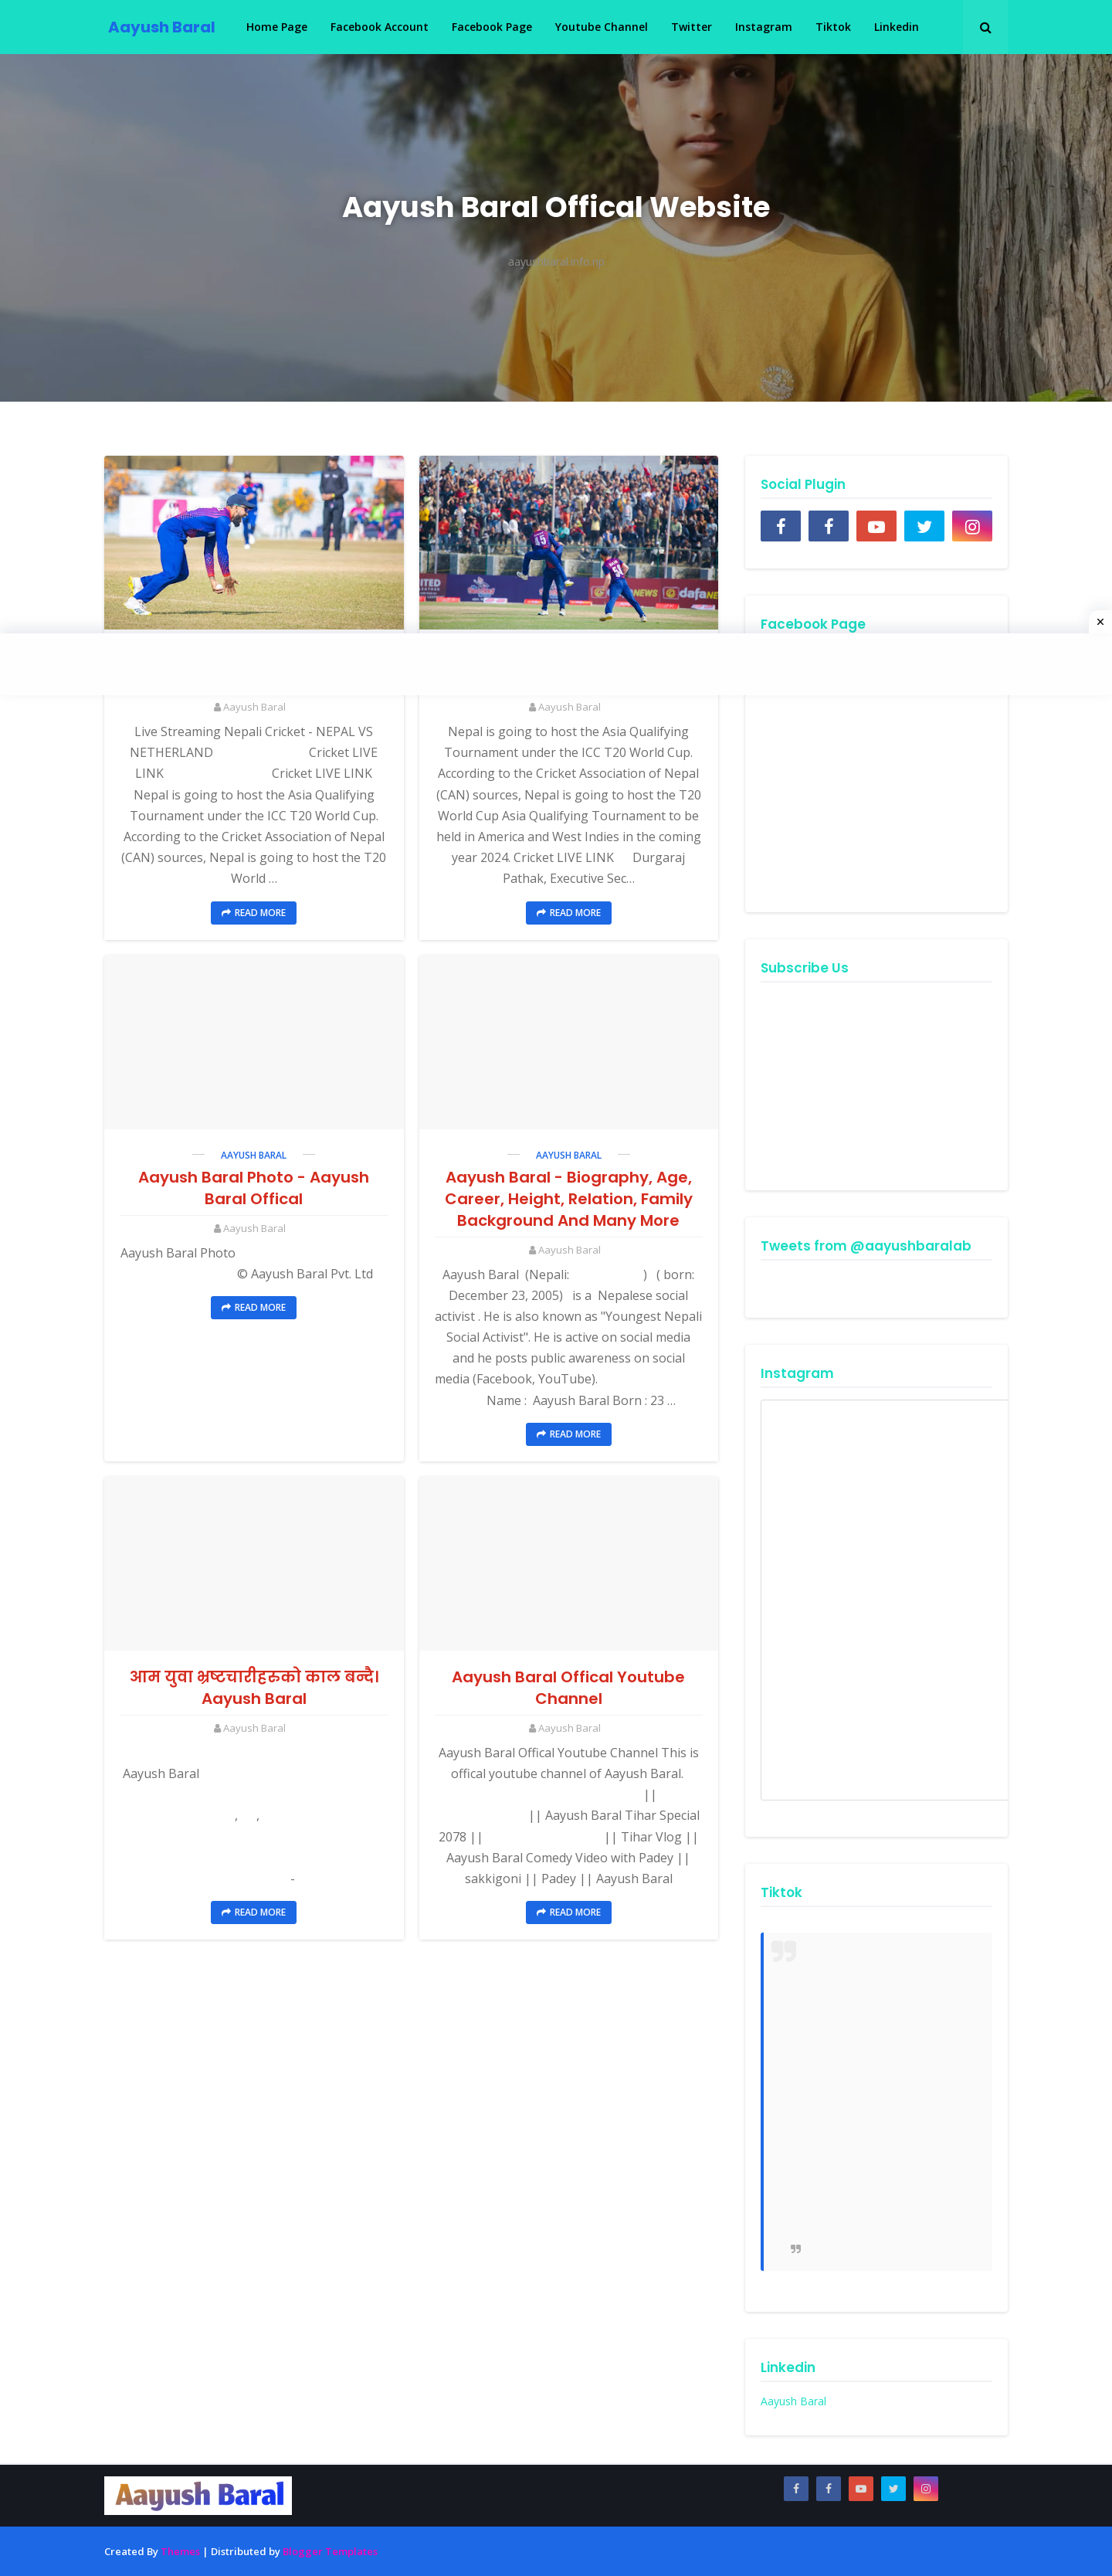 Aayush Baral
Home Page
Facebook Account
Facebook Page
Youtube Channel
Twitter
Instagram
Tiktok
Linkedin
Aayush Baral Offical Website
aayushbaral.info.np
Social Plugin
Facebook Page
Aayush Baral
Live Streaming Nepali Cricket - NEPAL VS
NETHERLAND Cricket LIVE
LINK Cricket LIVE LINK
Nepal is going to host the Asia Qualifying
Tournament under the ICC T20 World Cup.
According to the Cricket Association of Nepal
(CAN) sources, Nepal is going to host the T20
World …
READ MORE
Aayush Baral
Nepal is going to host the Asia Qualifying
Tournament under the ICC T20 World Cup.
According to the Cricket Association of Nepal
(CAN) sources, Nepal is going to host the T20
World Cup Asia Qualifying Tournament to be
held in America and West Indies in the coming
year 2024. Cricket LIVE LINK Durgaraj
Pathak, Executive Sec…
READ MORE
Subscribe Us
AAYUSH BARAL
Aayush Baral Photo - Aayush
Baral Offical
Aayush Baral
Aayush Baral Photo
© Aayush Baral Pvt. Ltd
READ MORE
AAYUSH BARAL
Aayush Baral - Biography, Age,
Career, Height, Relation, Family
Background And Many More
Aayush Baral
Aayush Baral (Nepali: ) ( born:
December 23, 2005) is a Nepalese social
activist . He is also known as "Youngest Nepali
Social Activist". He is active on social media
and he posts public awareness on social
media (Facebook, YouTube).
Name : Aayush Baral Born : 23 …
READ MORE
Tweets from @aayushbaralab
Instagram
आम युवा भ्रष्टचारीहरुको काल बन्दै।
Aayush Baral
Aayush Baral
Aayush Baral
, ,
-
READ MORE
Aayush Baral Offical Youtube
Channel
Aayush Baral
Aayush Baral Offical Youtube Channel This is
offical youtube channel of Aayush Baral.
||
|| Aayush Baral Tihar Special
2078 || || Tihar Vlog ||
Aayush Baral Comedy Video with Padey ||
sakkigoni || Padey || Aayush Baral
READ MORE
Tiktok
Linkedin
Aayush Baral
Aayush Baral
Created By Themes | Distributed by Blogger Templates